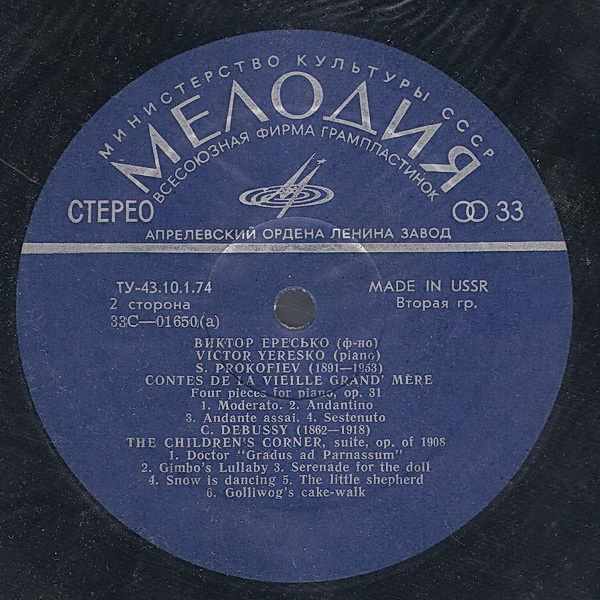 МИНИСТЕРСТВО КУЛЬТУРЫ СССР
МЕЛОДИЯ
ВСЕСОЮЗНАЯ ФИРМА ГРАМПЛАСТИНОК
СТЕРЕО
33
АПРЕЛЕВСКИЙ ОРДЕНА ЛЕНИНА ЗАВОД
ТУ-43.10.1.74
MADE IN USSR
2 сторона
Вторая гр.
33С—01650(а)
ВИКТОР ЕРЕСЬКО (ф-но)
VICTOR YERESKO (piano)
S. PROKOFIEV (1891—1953)
CONTES DE LA VIEILLE GRAND' MÈRE
Four pieces for piano, op. 31
1. Moderato. 2. Andantino
3. Andante assai. 4. Sestenuto
C. DEBUSSY (1862—1918)
THE CHILDREN'S CORNER, suite, op. of 1908
1. Doctor "Gradus ad Parnassum"
2. Gimbo's Lullaby 3. Serenade for the doll
4. Snow is dancing 5. The little shepherd
6. Golliwog's cake-walk